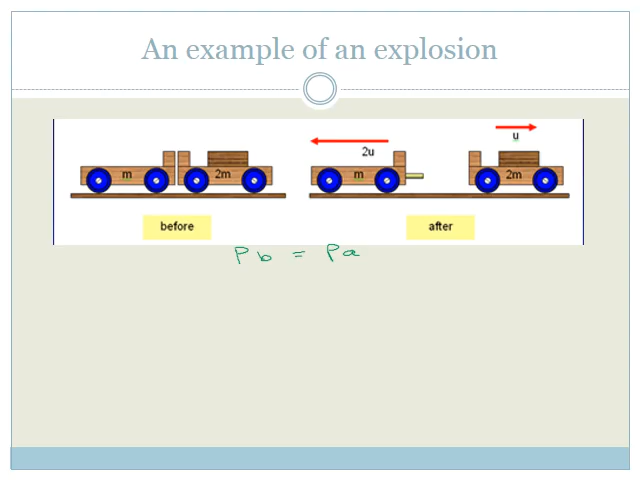 An example of an explosion
m 2m
before
2u u
m 2m
after
Pb = Pa